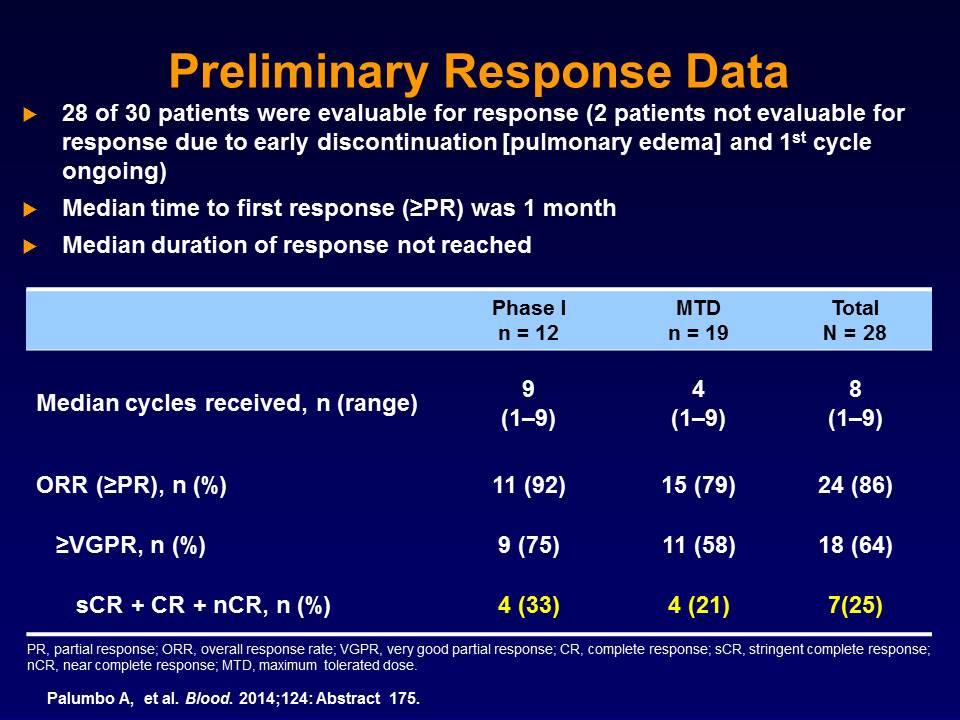 Preliminary Response Data
▶ 28 of 30 patients were evaluable for response (2 patients not evaluable for
response due to early discontinuation [pulmonary edema] and 1st cycle
ongoing)
▶ Median time to first response (≥PR) was 1 month
▶ Median duration of response not reached
Phase I MTD Total
n = 12 n = 19 N = 28
Median cycles received, n (range) 9 4 8
(1–9) (1–9) (1–9)
ORR (≥PR), n (%) 11 (92) 15 (79) 24 (86)
≥VGPR, n (%) 9 (75) 11 (58) 18 (64)
sCR + CR + nCR, n (%) 4 (33) 4 (21) 7(25)
PR, partial response; ORR, overall response rate; VGPR, very good partial response; CR, complete response; sCR, stringent complete response;
nCR, near complete response; MTD, maximum tolerated dose.
Palumbo A, et al. Blood. 2014;124: Abstract 175.